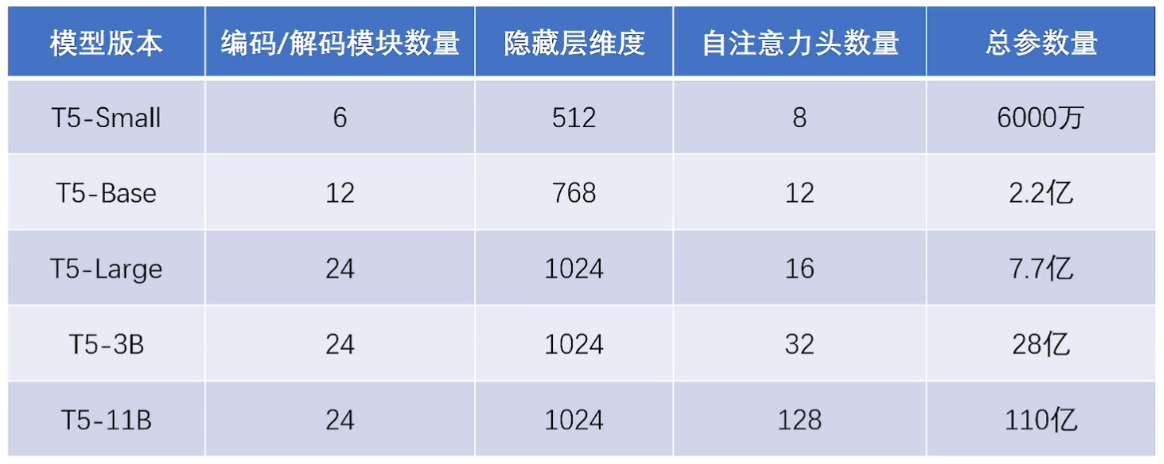 模型版本 编码/解码模块数量 隐藏层维度 自注意力头数量 总参数量
T5-Small 6 512 8 6000万
T5-Base 12 768 12 2.2亿
T5-Large 24 1024 16 7.7亿
T5-3B 24 1024 32 28亿
T5-11B 24 1024 128 110亿